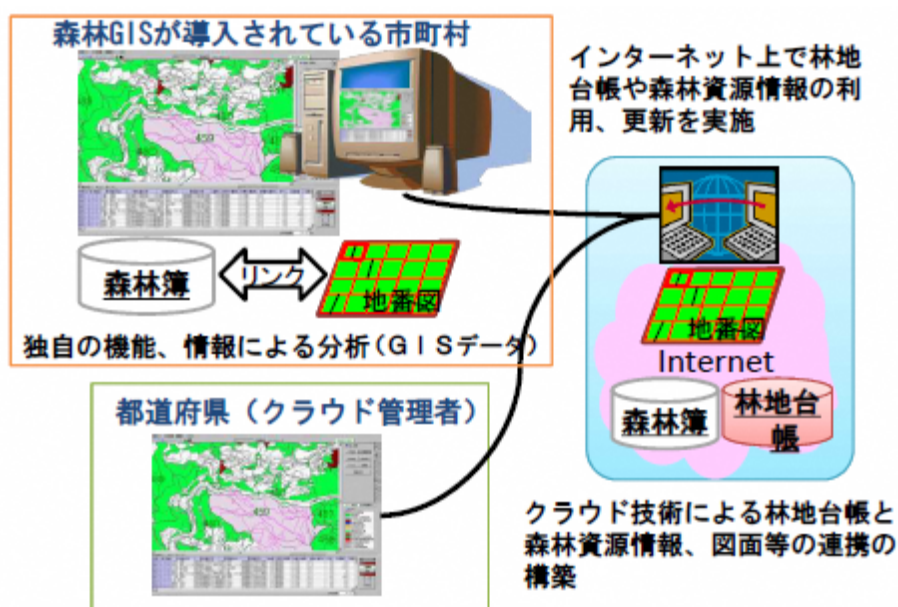 森林GISが導入されている市町村
森林簿
リンク
地番図
独自の機能、情報による分析(GISデータ)
都道府県(クラウド管理者)
インターネット上で林地
台帳や森林資源情報の利
用、更新を実施
地番図
Internet
森林簿
林地台
帳
クラウド技術による林地台帳と
森林資源情報、図面等の連携の
構築